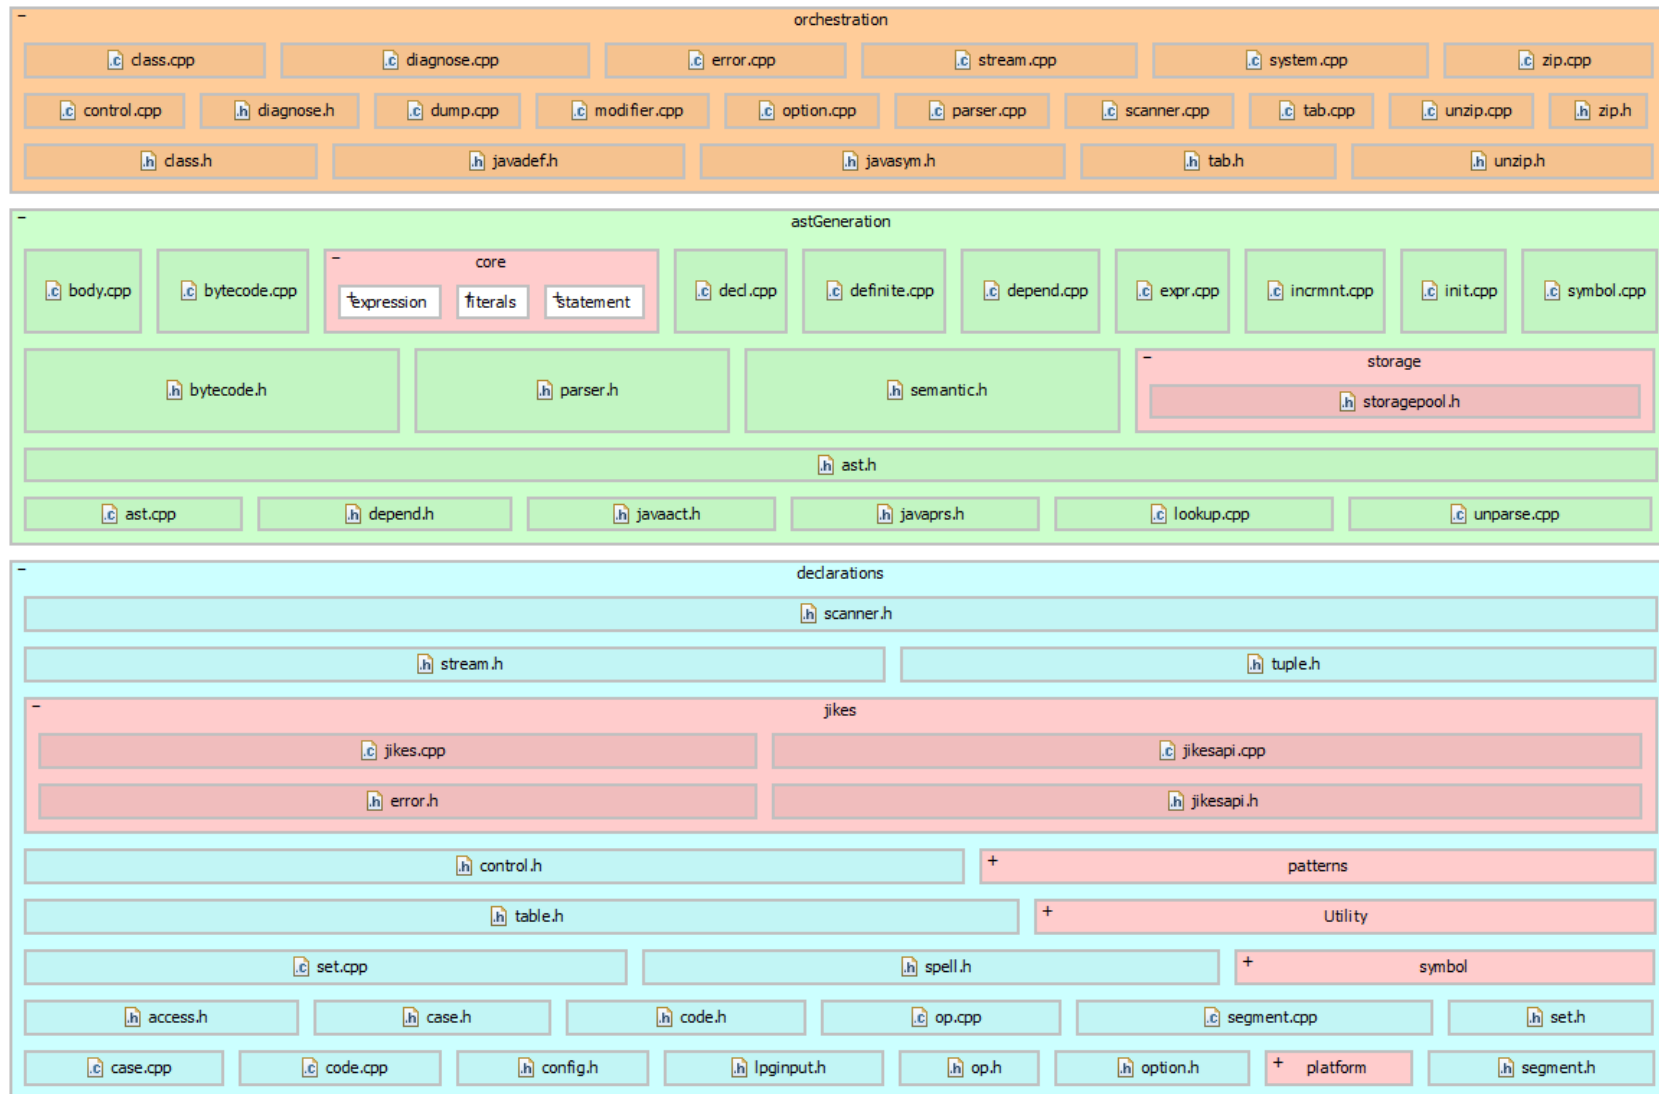 orchestration
class.cpp diagnose.cpp error.cpp stream.cpp system.cpp zip.cpp
control.cpp diagnose.h dump.cpp modifier.cpp option.cpp parser.cpp scanner.cpp tab.cpp unzip.cpp zip.h
class.h javadef.h javasym.h tab.h unzip.h
astGeneration
core
body.cpp bytecode.cpp expression literals statement decl.cpp definite.cpp depend.cpp expr.cpp incrmnt.cpp init.cpp symbol.cpp
storage
bytecode.h parser.h semantic.h storagepool.h
ast.h
ast.cpp depend.h javaact.h javaprs.h lookup.cpp unparse.cpp
declarations
scanner.h
stream.h tuple.h
jikes
jikes.cpp jikesapi.cpp
error.h jikesapi.h
control.h patterns
table.h Utility
set.cpp spell.h symbol
access.h case.h code.h op.cpp segment.cpp set.h
case.cpp code.cpp config.h lpginput.h op.h option.h platform segment.h